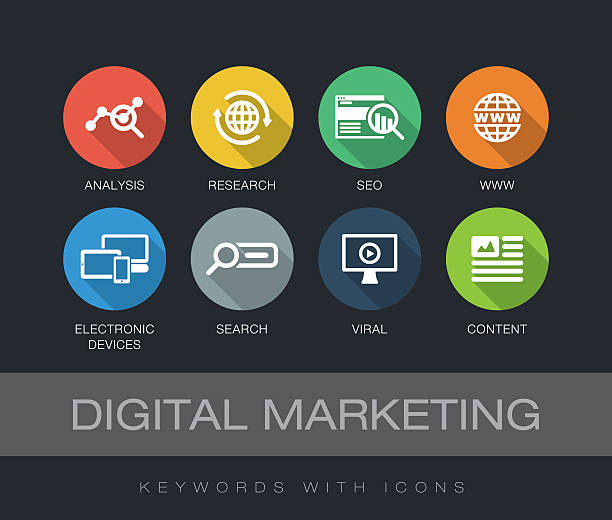 ANALYSIS
RESEARCH
SEO
WWW
WWW
ELECTRONIC
DEVICES
SEARCH
VIRAL
CONTENT
DIGITAL MARKETING
KEYWORDS WITH ICONS